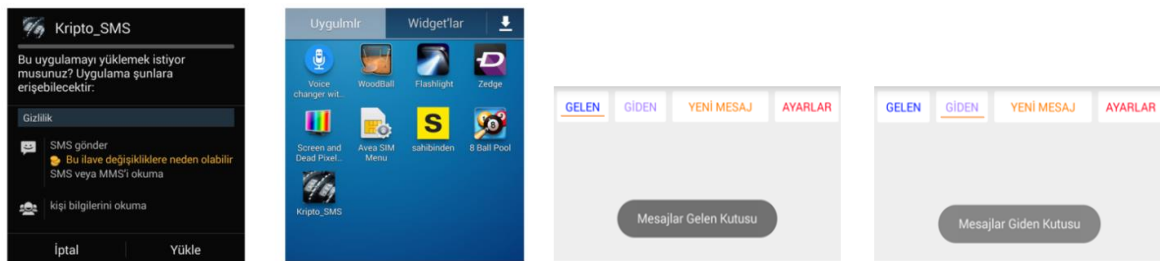 Kripto_SMS
Bu uygulamayı yüklemek istiyor
musunuz? Uygulama şunlara
erişebilecektir:
Gizlilik
SMS gönder
Bu ilave değişikliklere neden olabilir
SMS veya MMS'i okuma
kişi bilgilerini okuma
İptal Yükle
Uygulmlr Widget'lar
Voice
changer wit..
WoodBall
Flashlight
Zedge
Screen and
Dead Pixel..
Avea SIM
Menu
S
sahibinden
8
8 Ball Pool
Kripto_SMS
GELEN GİDEN YENİ MESAJ AYARLAR
Mesajlar Gelen Kutusu
GELEN GİDEN YENİ MESAJ AYARLAR
Mesajlar Giden Kutusu